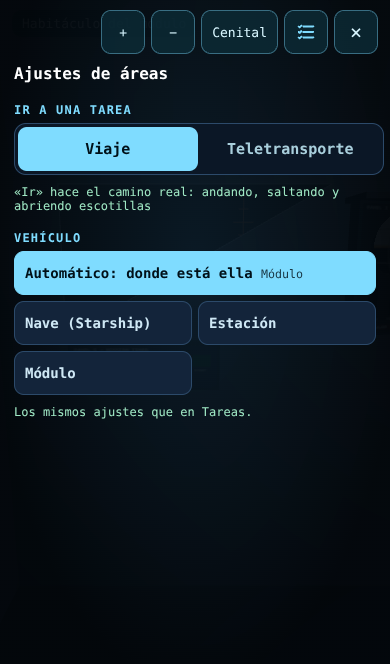 + − Cenital ✕
Ajustes de áreas
IR A UNA TAREA
Viaje Teletransporte
«Ir» hace el camino real: andando, saltando y
abriendo escotillas
VEHÍCULO
Automático: donde está ella Módulo
Nave (Starship) Estación
Módulo
Los mismos ajustes que en Tareas.